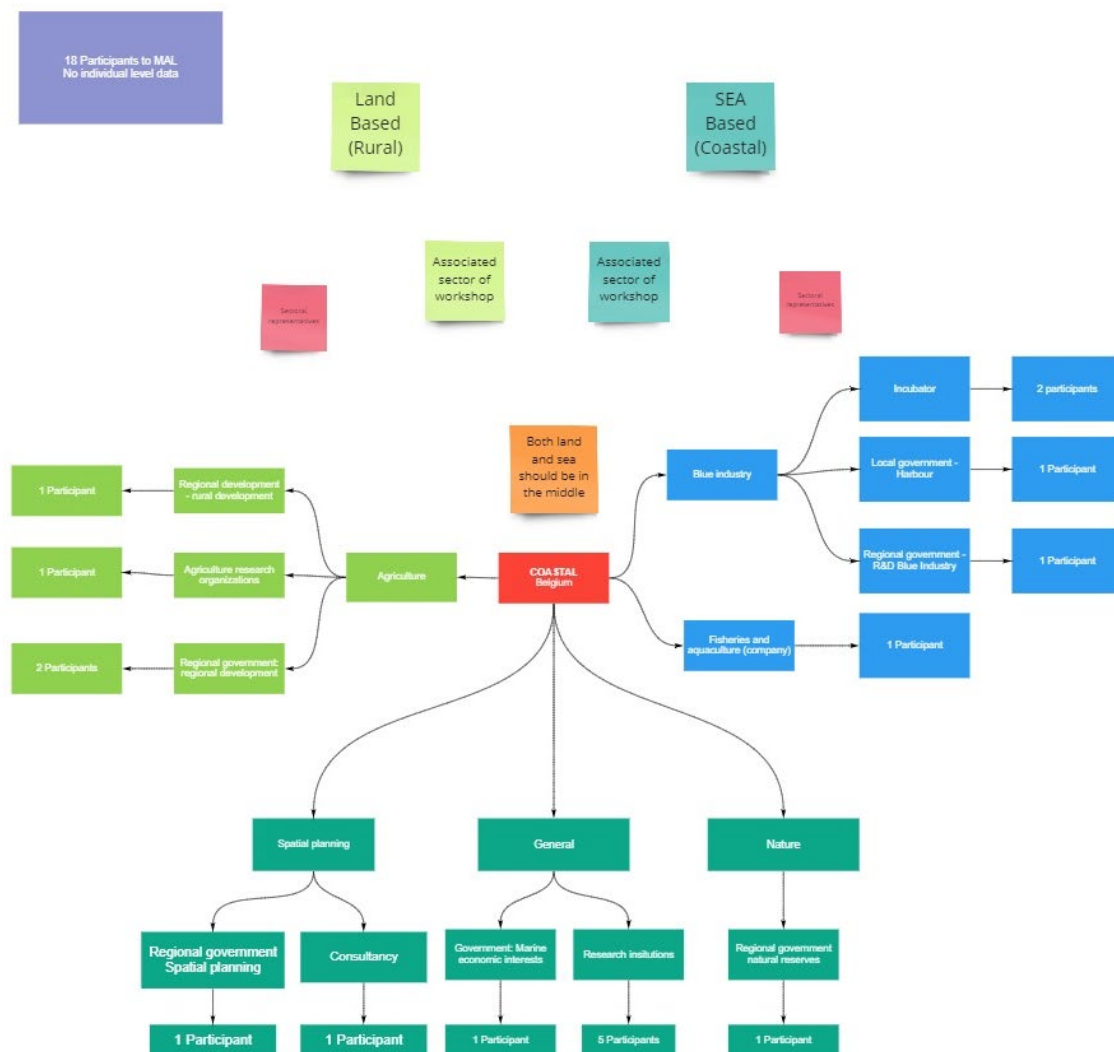 18 Participants to MAL
No individual level data
Land
Based
(Rural)
SEA
Based
(Coastal)
Associated
sector of
workshop
Associated
sector of
workshop
Sectoral
representatives
Sectoral
representatives
Both land
and sea
should be in
the middle
Incubator
2 participants
Blue industry
Local government -
Harbour
1 Participant
Regional government -
R&D Blue Industry
1 Participant
Fisheries and
aquaculture (company)
1 Participant
COASTAL
Belgium
Agriculture
Regional development
- rural development
1 Participant
Agriculture research
organizations
1 Participant
Regional government:
regional development
2 Participants
Spatial planning
General
Nature
Regional government
Spatial planning
Consultancy
Government: Marine
economic interests
Research insitutions
Regional government
natural reserves
1 Participant
1 Participant
1 Participant
5 Participants
1 Participant